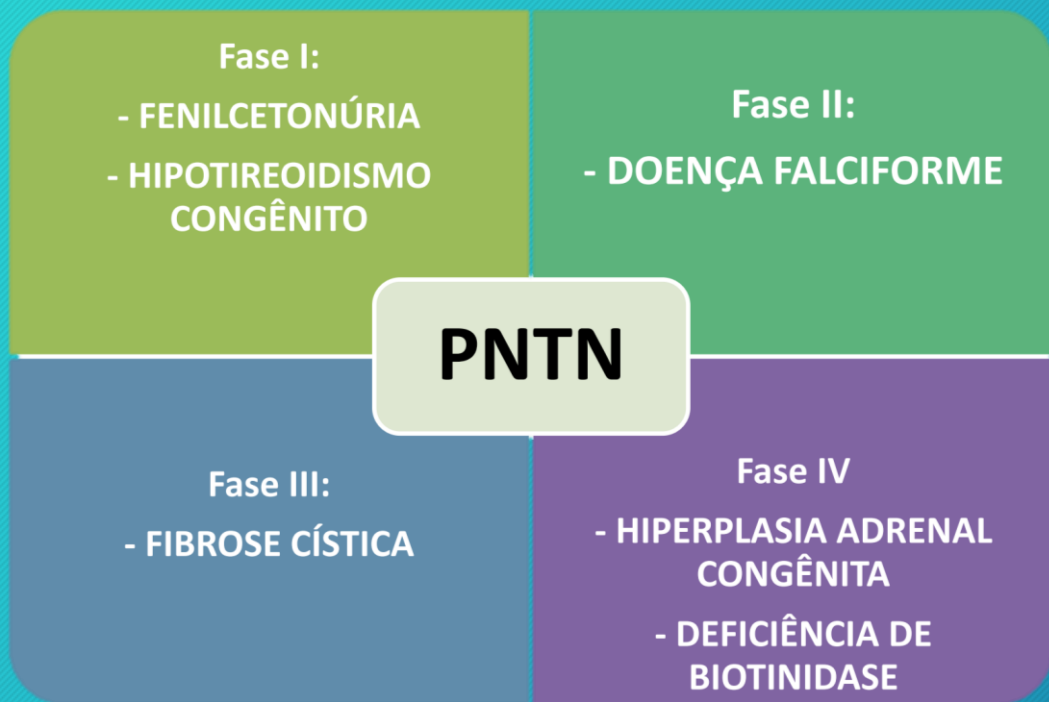 Fase I:
- FENILCETONÚRIA
- HIPOTIREOIDISMO
CONGÊNITO
Fase II:
- DOENÇA FALCIFORME
PNTN
Fase III:
- FIBROSE CÍSTICA
Fase IV
- HIPERPLASIA ADRENAL
CONGÊNITA
- DEFICIÊNCIA DE
BIOTINIDASE